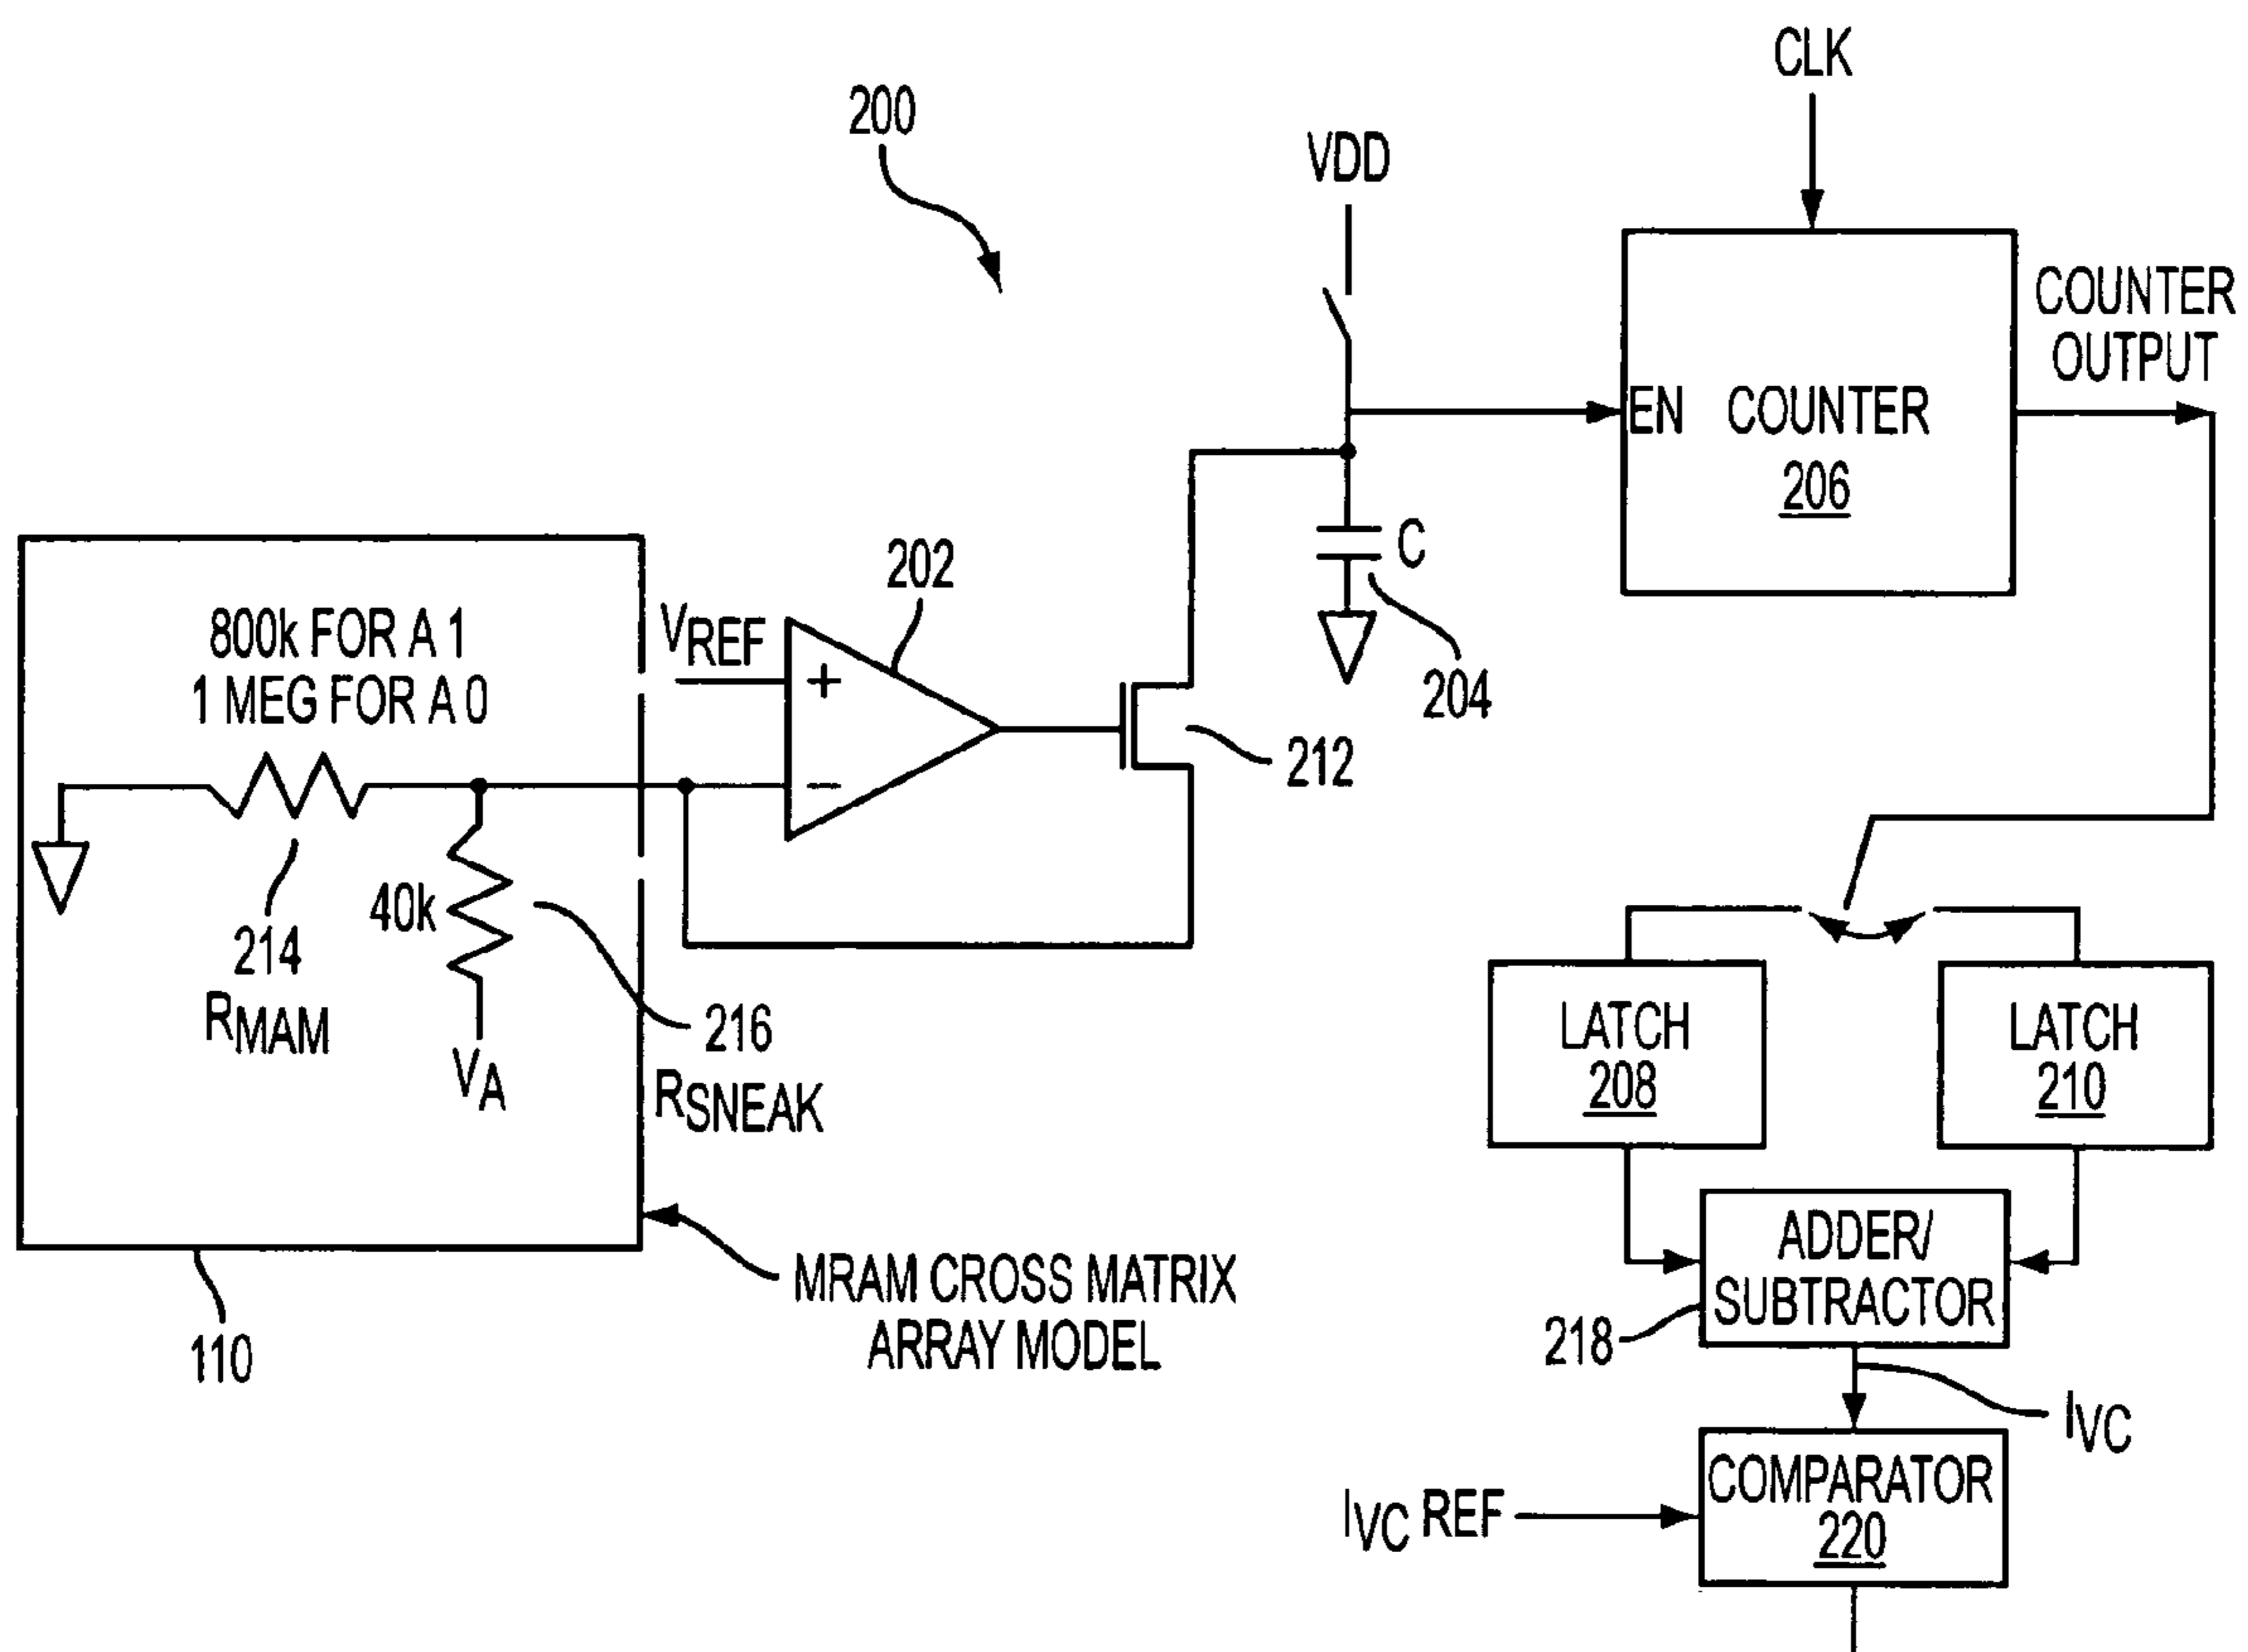 CLK
200
VDD
COUNTER
OUTPUT
EN COUNTER
206
C
204
202
800k FOR A 1
1 MEG FOR A 0
VREF
+
−
212
214
RMAM
40k
VA
216
RSNEAK
LATCH
208
LATCH
210
ADDER/
SUBTRACTOR
218
MRAM CROSS MATRIX
ARRAY MODEL
110
IVC
COMPARATOR
220
IVC REF